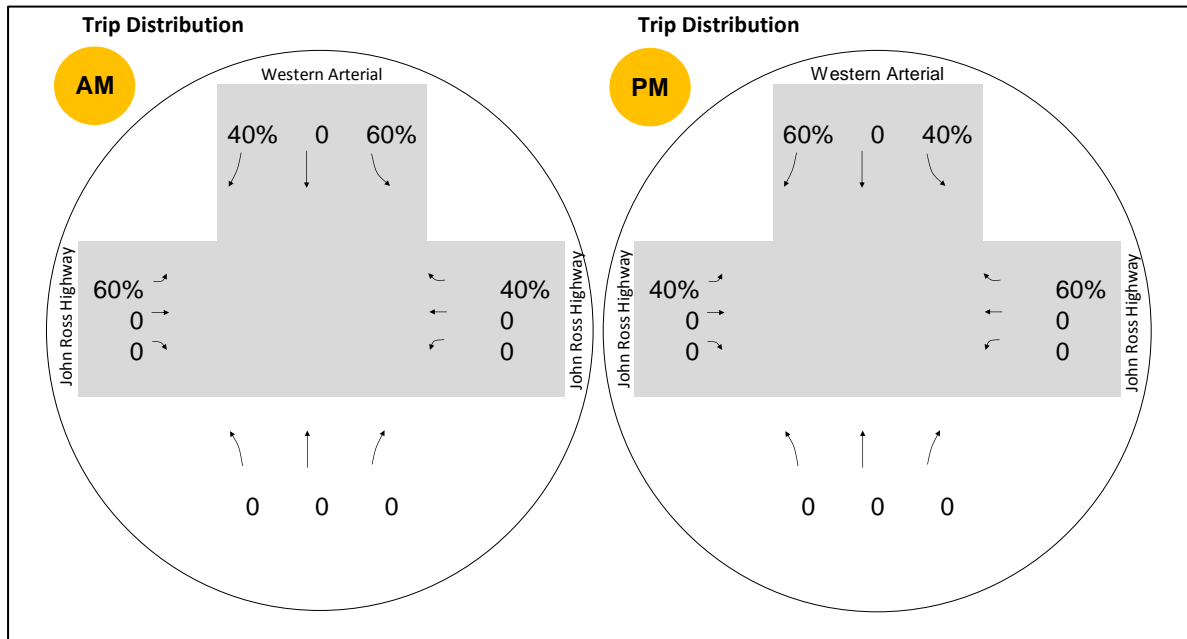 Trip Distribution
AM
Western Arterial
40% 0 60%
John Ross Highway
60%
0
0
40%
0
0
John Ross Highway
0 0 0
Trip Distribution
PM
Western Arterial
60% 0 40%
John Ross Highway
40%
0
0
60%
0
0
John Ross Highway
0 0 0